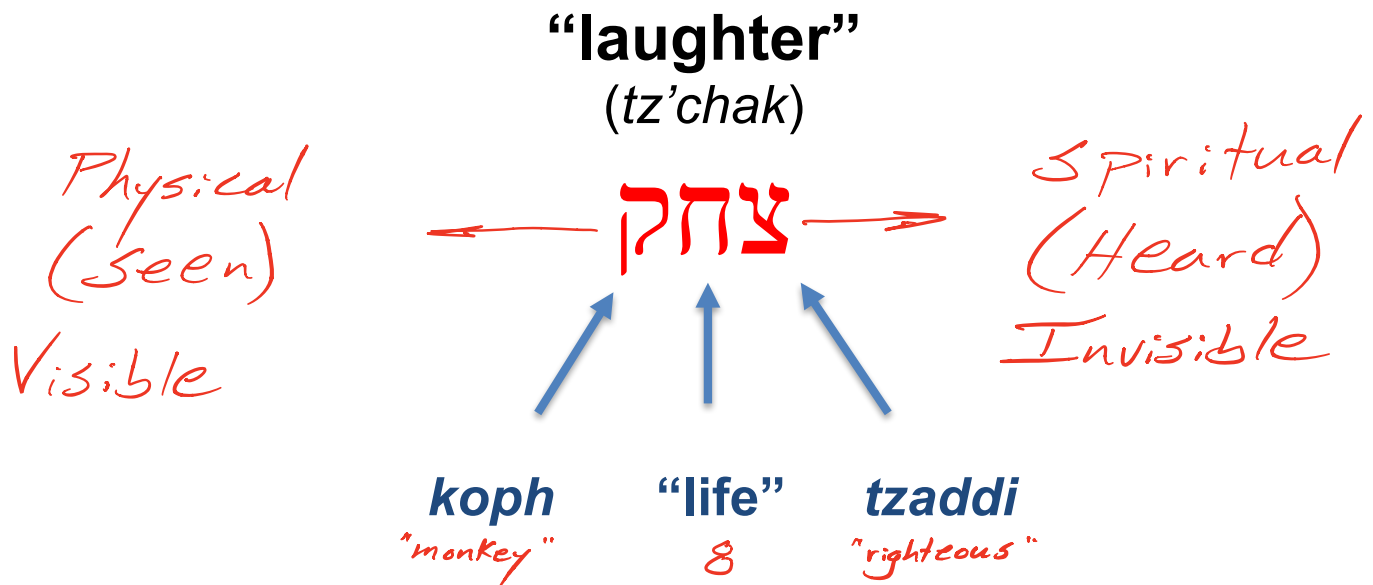 “laughter”
(tz’chak)
Physical
(Seen)
Visible
צחק
Spiritual
(Heard)
Invisible
koph “life” tzaddi
"monkey" 8 "righteous"